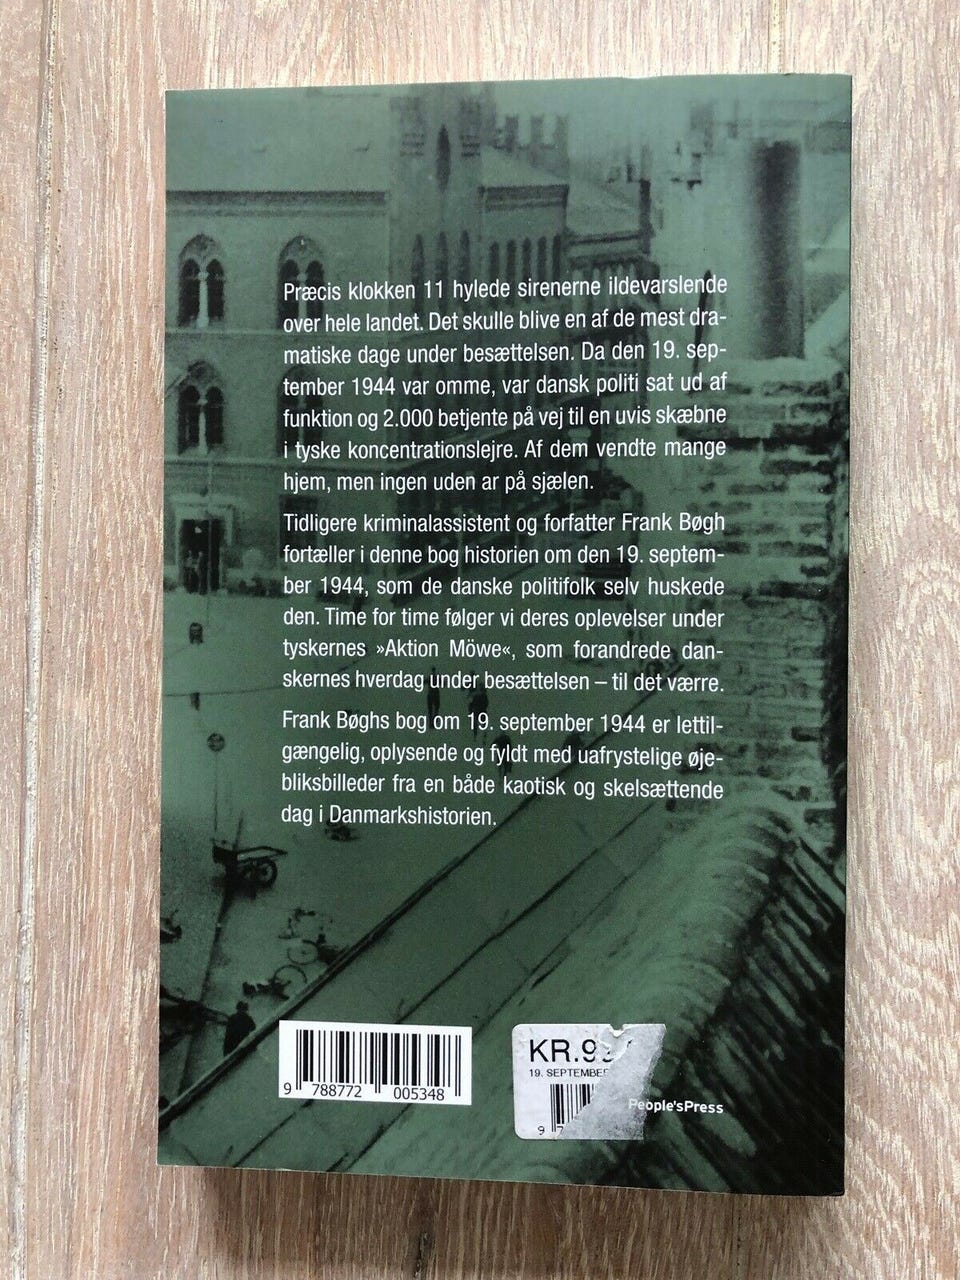 Præcis klokken 11 hylede sirenerne ildevarslende
over hele landet. Det skulle blive en af de mest dra-
matiske dage under besættelsen. Da den 19. sep-
tember 1944 var omme, var dansk politi sat ud af
funktion og 2.000 betjente på vej til en uvis skæbne
i tyske koncentrationslejre. Af dem vendte mange
hjem, men ingen uden ar på sjælen.
Tidligere kriminalassistent og forfatter Frank Bøgh
fortæller i denne bog historien om den 19. septem-
ber 1944, som de danske politifolk selv huskede
den. Time for time følger vi deres oplevelser under
tyskernes »Aktion Möwe«, som forandrede dan-
skernes hverdag under besættelsen – til det værre.
Frank Bøghs bog om 19. september 1944 er lettil-
gængelig, oplysende og fyldt med uafrystelige øje-
bliksbilleder fra en både kaotisk og skelsættende
dag i Danmarkshistorien.
9 788772 005348
KR.9
19. SEPTEMBER
9 7
People'sPress